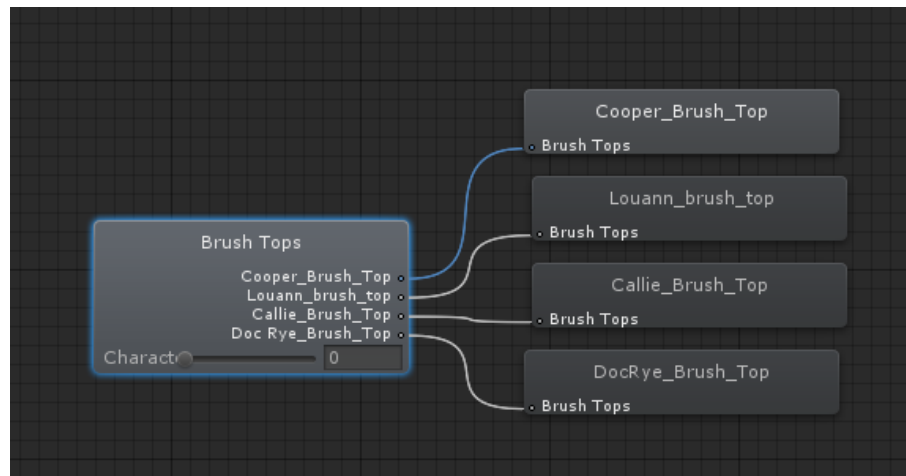 Brush Tops
Cooper_Brush_Top
Louann_brush_top
Callie_Brush_Top
Doc Rye_Brush_Top
Charact
0
Cooper_Brush_Top
Brush Tops
Louann_brush_top
Brush Tops
Callie_Brush_Top
Brush Tops
DocRye_Brush_Top
Brush Tops